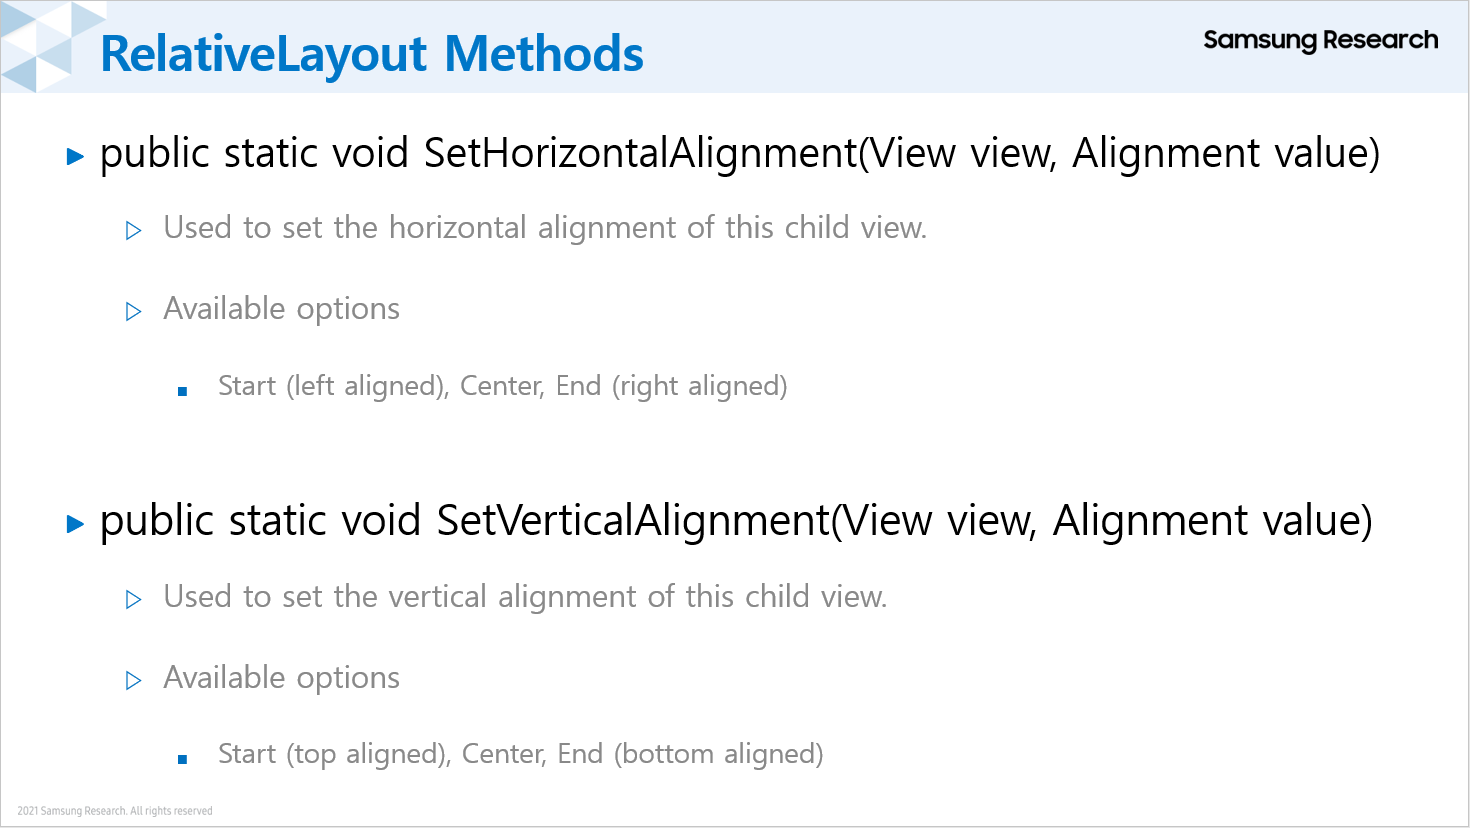 RelativeLayout Methods
Samsung Research
public static void SetHorizontalAlignment(View view, Alignment value)
Used to set the horizontal alignment of this child view.
Available options
Start (left aligned), Center, End (right aligned)
public static void SetVerticalAlignment(View view, Alignment value)
Used to set the vertical alignment of this child view.
Available options
Start (top aligned), Center, End (bottom aligned)
2021 Samsung Research. All rights reserved